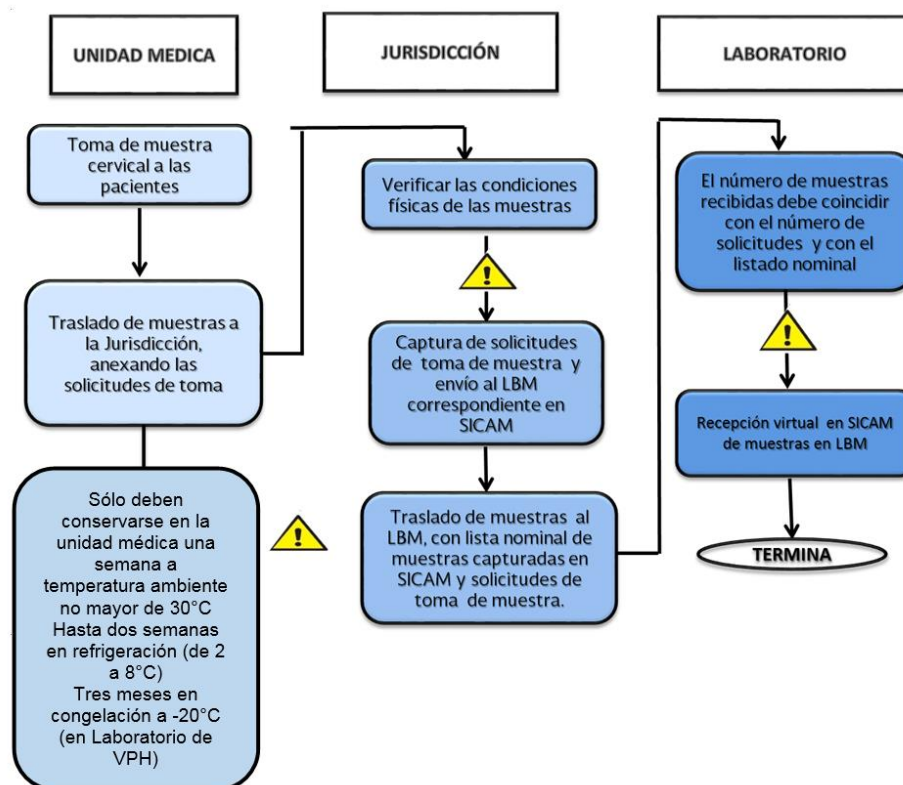 UNIDAD MEDICA
Toma de muestra
cervical a las
pacientes
Traslado de muestras a
la Jurisdicción,
anexando las
solicitudes de toma
Sólo deben
conservarse en la
unidad médica una
semana a
temperatura ambiente
no mayor de 30°C
Hasta dos semanas
en refrigeración (de 2
a 8°C)
Tres meses en
congelación a -20°C
(en Laboratorio de
VPH)
!
JURISDICCIÓN
Verificar las condiciones
físicas de las muestras
!
Captura de solicitudes
de toma de muestra y
envío al LBM
correspondiente en
SICAM
Traslado de muestras al
LBM, con lista nominal de
muestras capturadas en
SICAM y solicitudes de
toma de muestra.
LABORATORIO
El número de muestras
recibidas debe coincidir
con el número de
solicitudes y con el
listado nominal
!
Recepción virtual en SICAM
de muestras en LBM
TERMINA